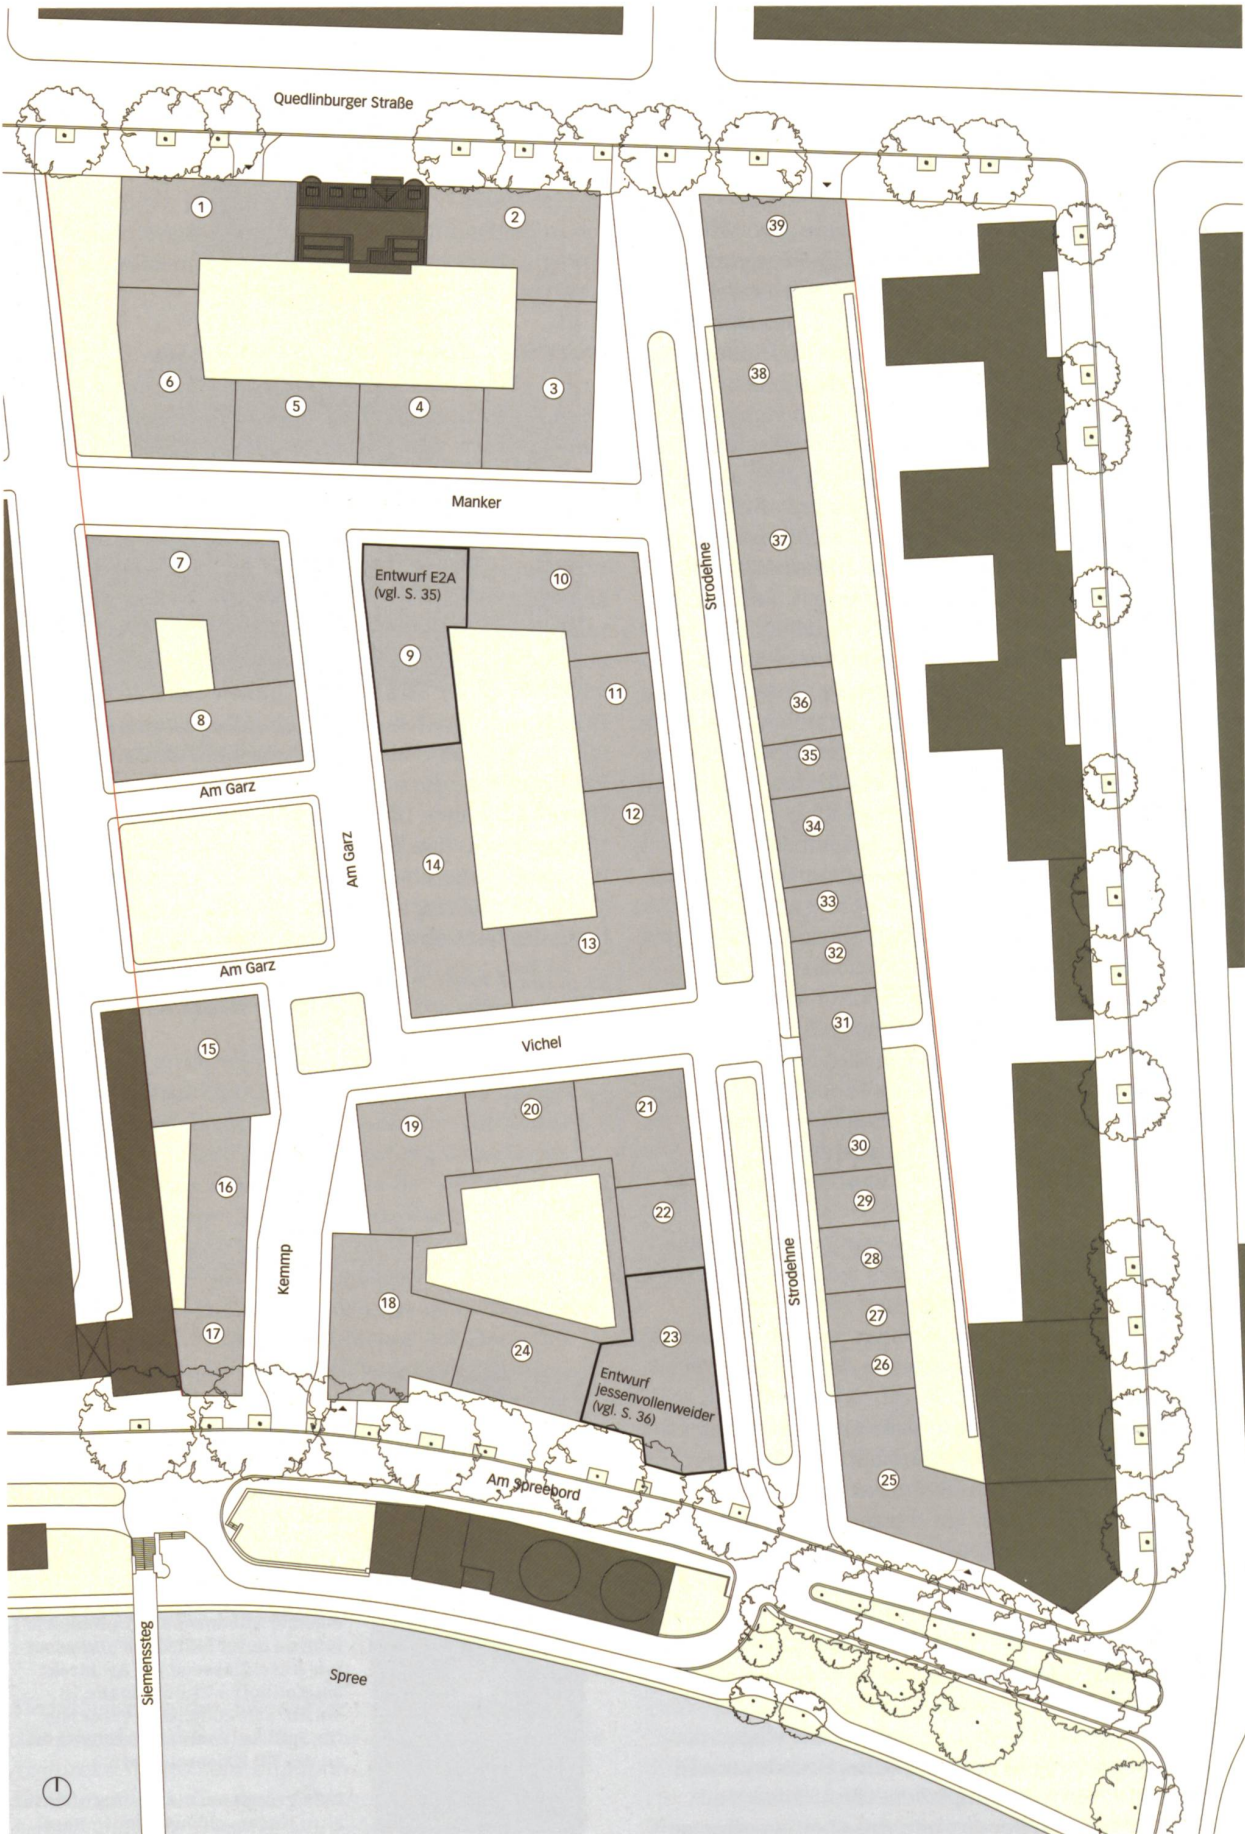 Quedlinburger Straße
1
2
39
6
5
4
3
38
Manker
7
Entwurf E2A
(vgl. S. 35)
10
Strodehne
37
9
11
36
8
35
Am Garz
12
34
Am Garz
14
33
13
32
Am Garz
31
15
Vichel
19
20
21
30
16
22
29
Kemmp
Strodehne
28
18
27
17
24
23
26
Entwurf
jessenvollenweider
(vgl. S. 36)
25
Am Spreebord
Siemenssteg
Spree